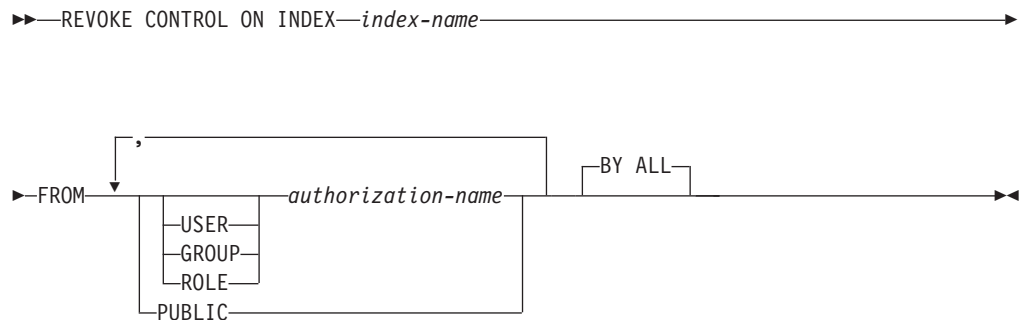 REVOKE CONTROL ON INDEX index-name
,
BY ALL
FROM authorization-name
USER
GROUP
ROLE
PUBLIC